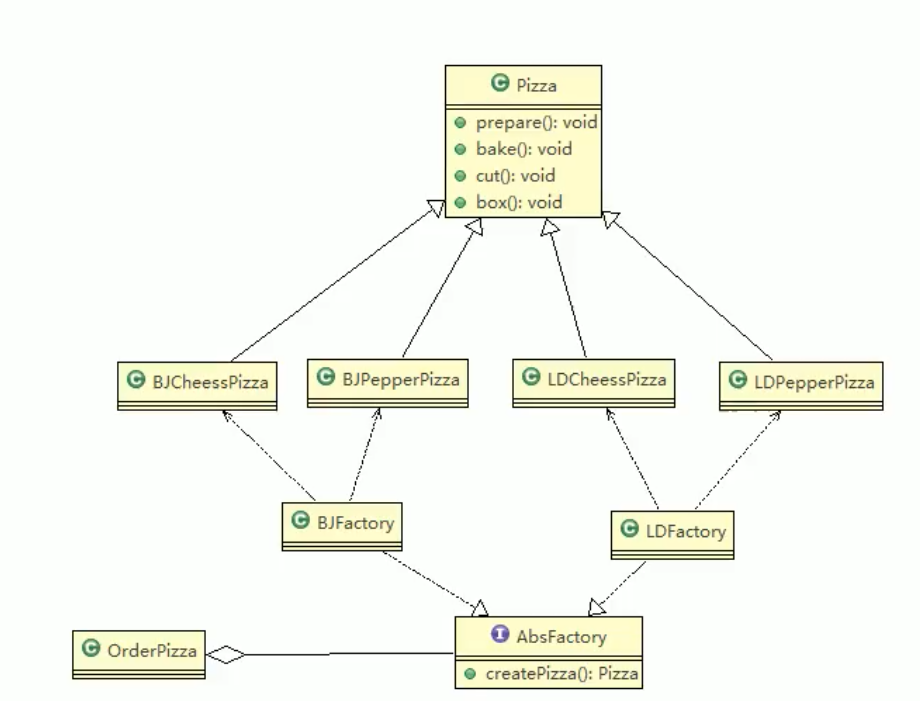 Pizza
prepare(): void
bake(): void
cut(): void
box(): void
BJCheessPizza
BJPepperPizza
LDCheessPizza
LDPepperPizza
BJFactory
LDFactory
AbsFactory
createPizza(): Pizza
OrderPizza